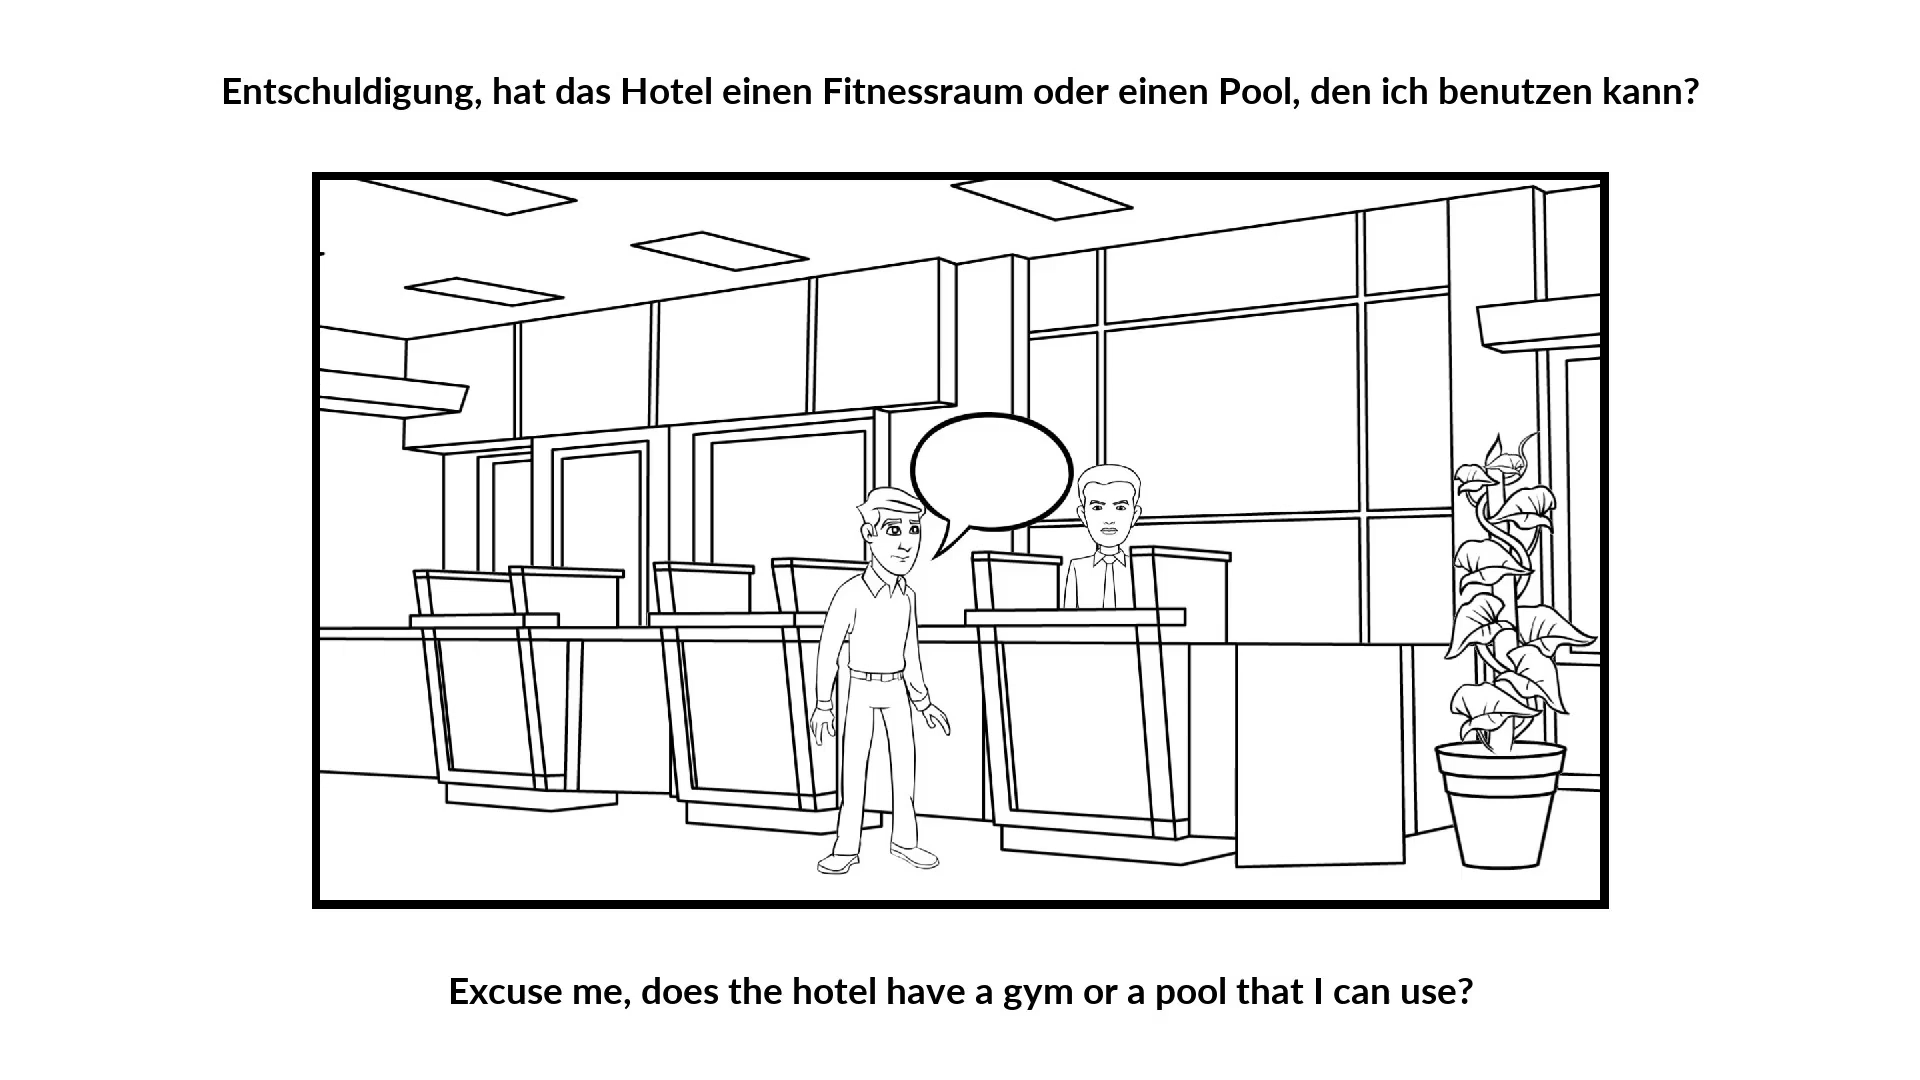 Entschuldigung, hat das Hotel einen Fitnessraum oder einen Pool, den ich benutzen kann?
Excuse me, does the hotel have a gym or a pool that I can use?